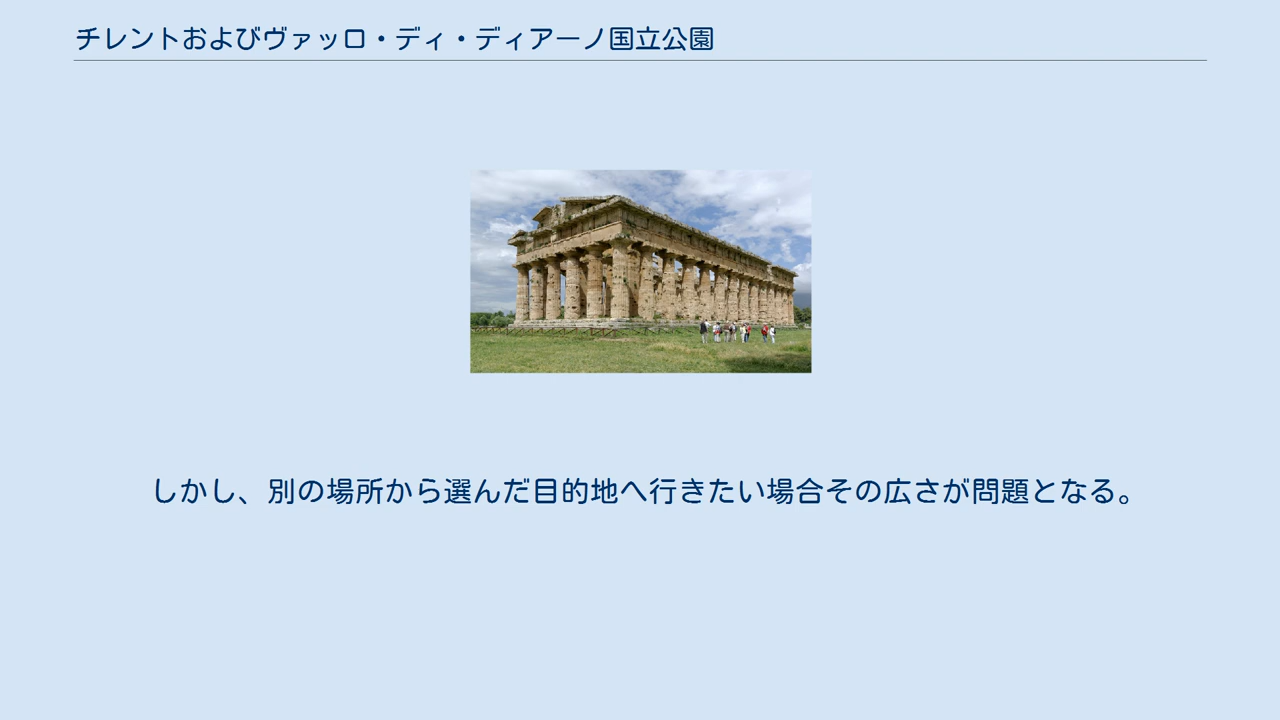 チレントおよびヴァッロ・ディ・ディアーノ国立公園
しかし、別の場所から選んだ目的地へ行きたい場合その広さが問題となる。